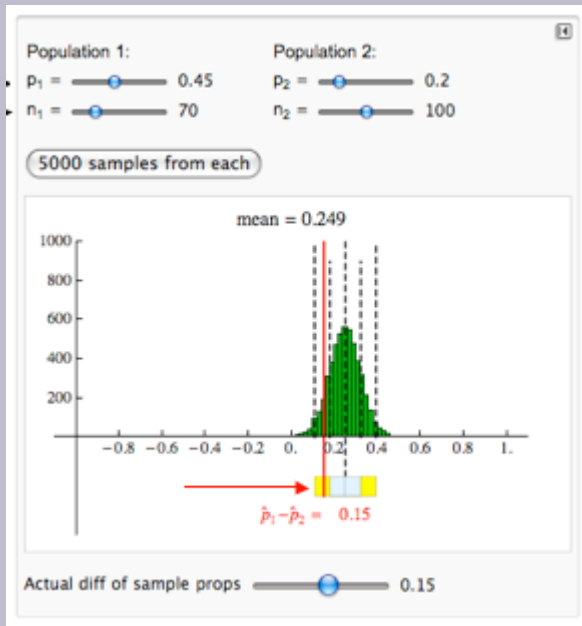 Population 1:
Population 2:
p₁ = 0.45
p₂ = 0.2
n₁ = 70
n₂ = 100
5000 samples from each
mean = 0.249
1000
800
600
400
200
-0.8 -0.6 -0.4 -0.2 0. 0.2 0.4 0.6 0.8 1.
p̂₁-p̂₂ = 0.15
Actual diff of sample props 0.15